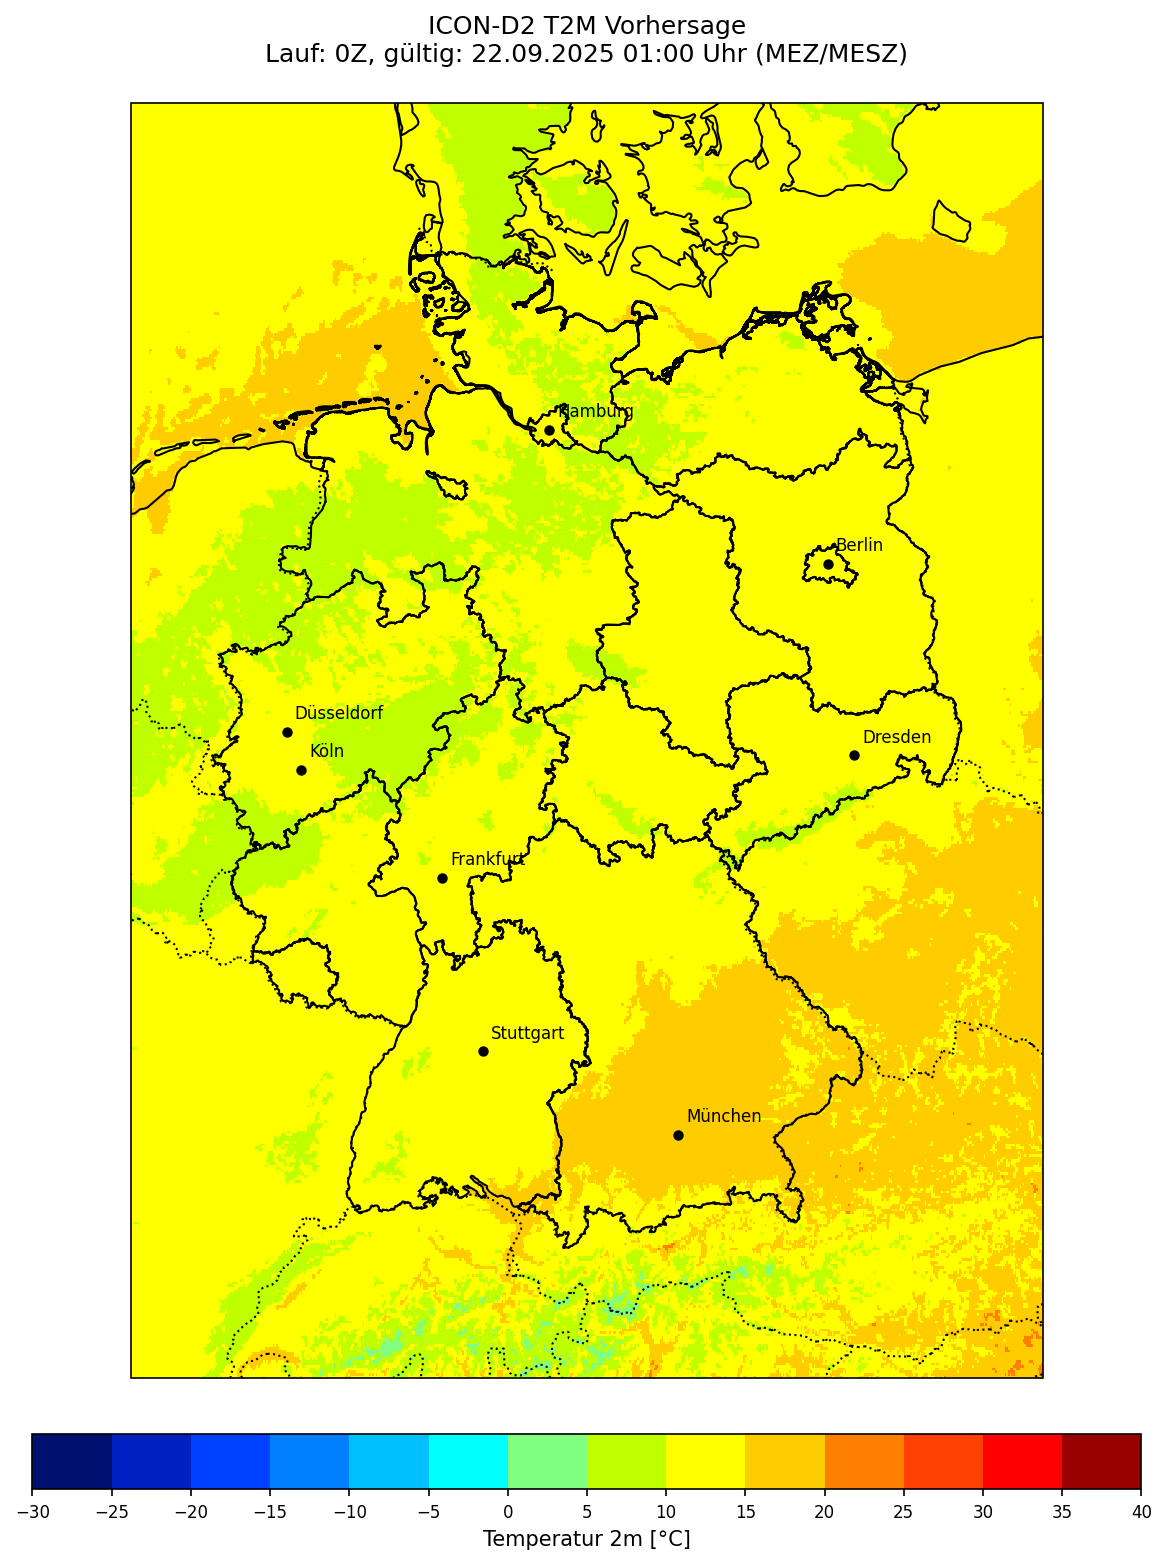 ICON-D2 T2M Vorhersage
Lauf: 0Z, gültig: 22.09.2025 01:00 Uhr (MEZ/MESZ)
Hamburg
Berlin
Düsseldorf
Köln
Dresden
Frankfurt
Stuttgart
München
−30 −25 −20 −15 −10 −5 0 5 10 15 20 25 30 35 40
Temperatur 2m [°C]